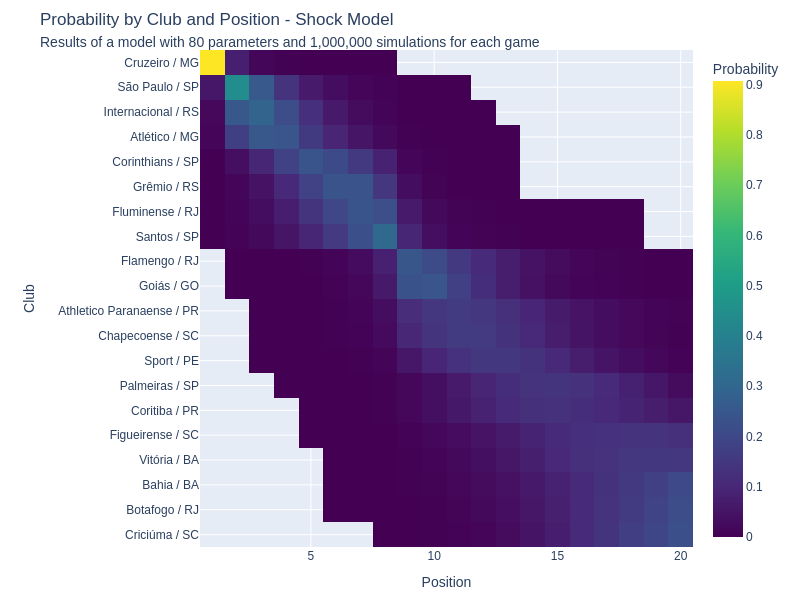 Probability by Club and Position - Shock Model
Results of a model with 80 parameters and 1,000,000 simulations for each game
Probability
Cruzeiro / MG
São Paulo / SP
Internacional / RS
Atlético / MG
Corinthians / SP
Grêmio / RS
Fluminense / RJ
Santos / SP
Flamengo / RJ
Goiás / GO
Athletico Paranaense / PR
Chapecoense / SC
Sport / PE
Palmeiras / SP
Coritiba / PR
Figueirense / SC
Vitória / BA
Bahia / BA
Botafogo / RJ
Criciúma / SC
Club
5
10
15
20
Position
0.9
0.8
0.7
0.6
0.5
0.4
0.3
0.2
0.1
0